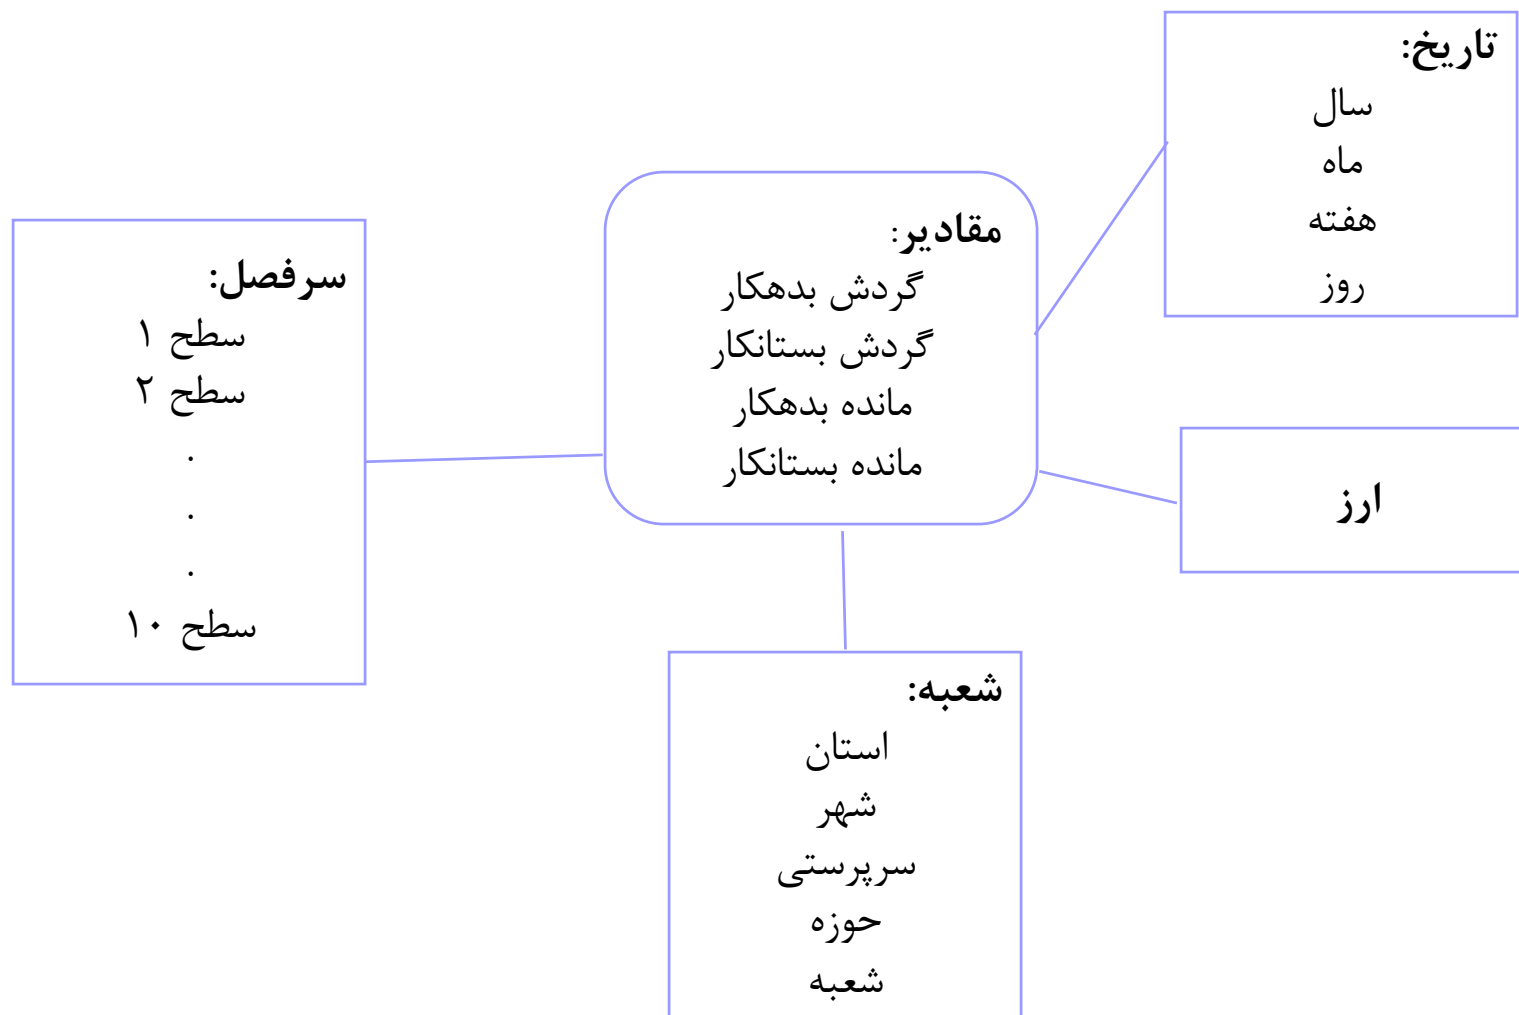 تاریخ:
سال
ماه
هفته
روز
مقادیر:
گردش بدهکار
گردش بستانکار
مانده بدهکار
مانده بستانکار
سرفصل:
سطح ۱
سطح ۲
.
.
.
سطح ۱۰
ارز
شعبه:
استان
شهر
سرپرستی
حوزه
شعبه